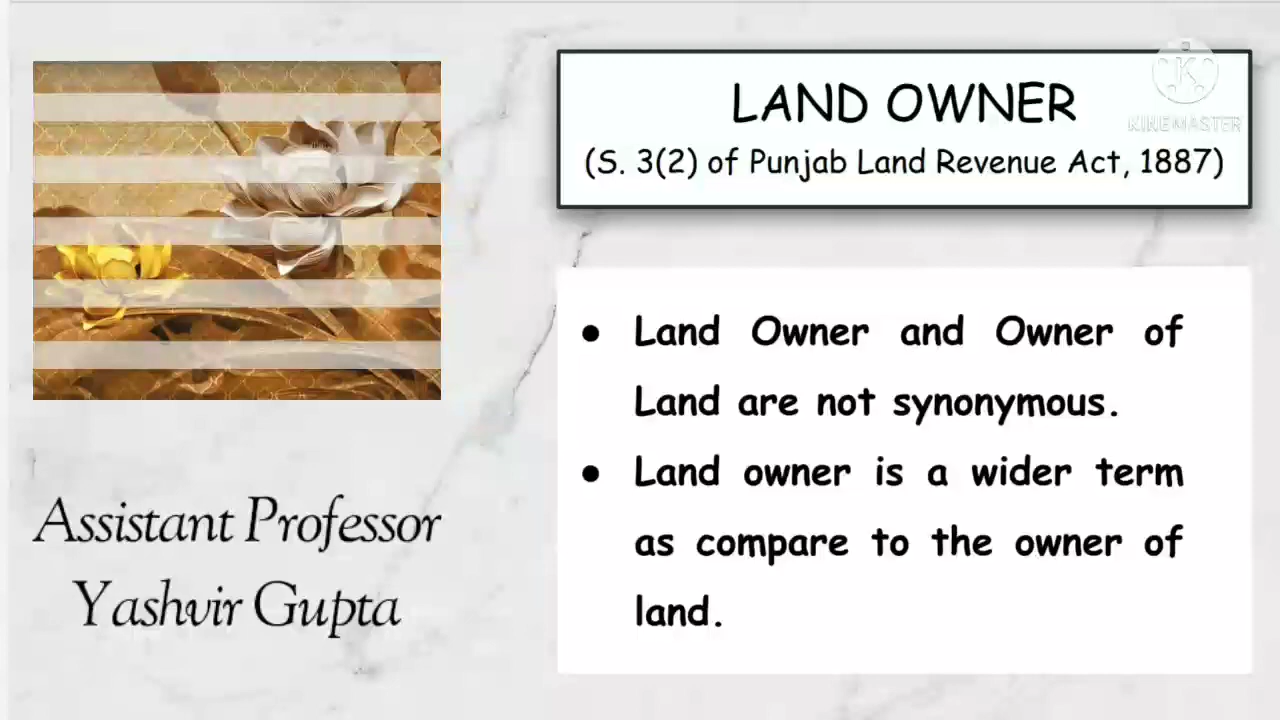 LAND OWNER
(S. 3(2) of Punjab Land Revenue Act, 1887)
KINEMASTER
● Land Owner and Owner of
Land are not synonymous.
● Land owner is a wider term
as compare to the owner of
land.
Assistant Professor
Yashvir Gupta